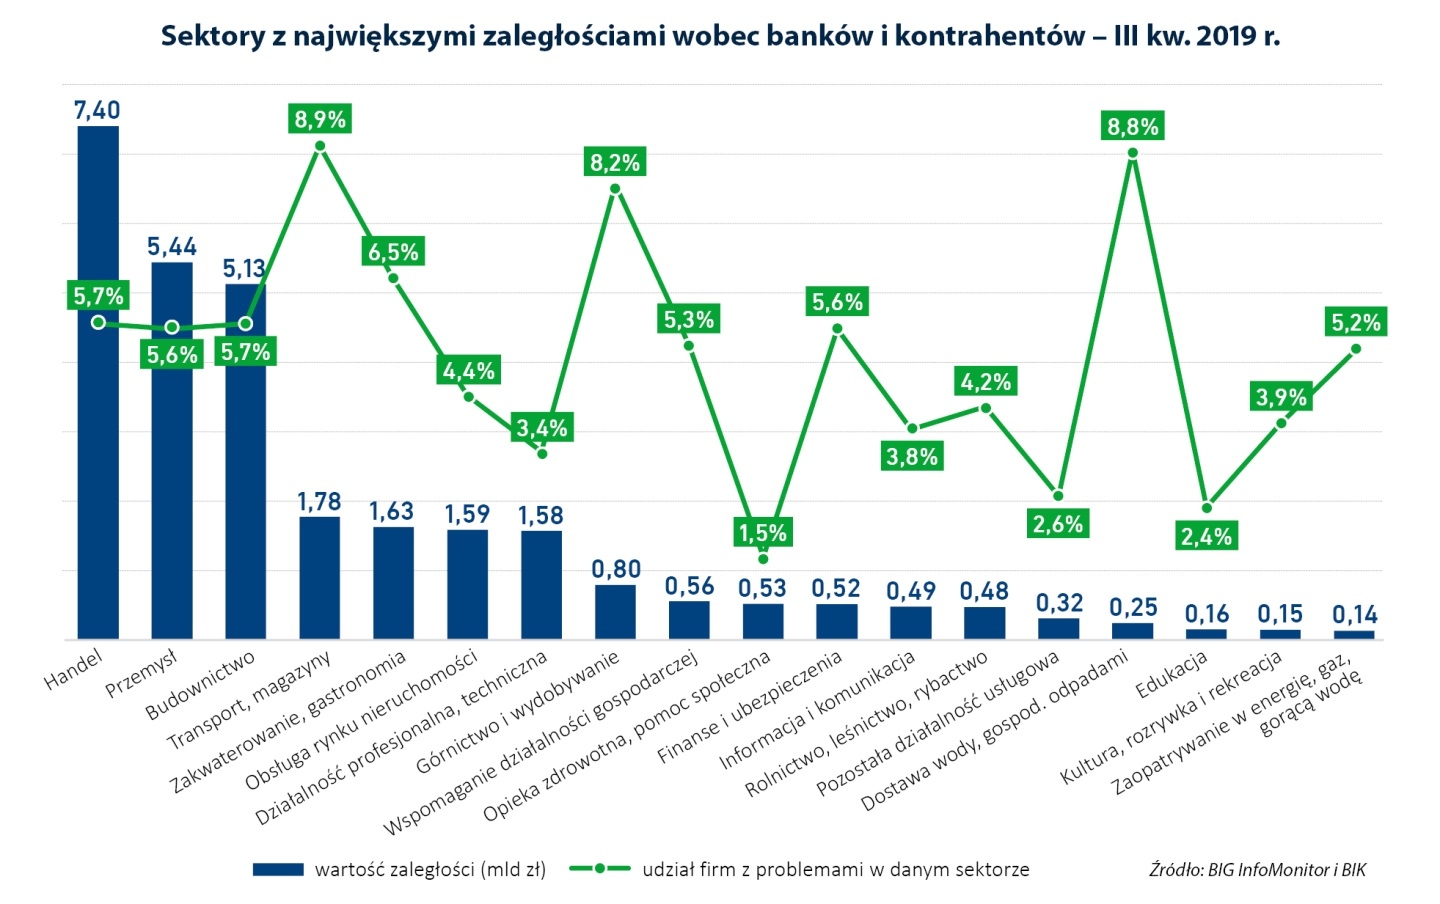 Sektory z największymi zaległościami wobec banków i kontrahentów – III kw. 2019 r.
7,40
5,44
5,13
1,78
1,63
1,59
1,58
0,80
0,56
0,53
0,52
0,49
0,48
0,32
0,25
0,16
0,15
0,14
5,7%
5,6%
5,7%
8,9%
6,5%
4,4%
3,4%
8,2%
5,3%
1,5%
5,6%
3,8%
4,2%
2,6%
8,8%
2,4%
3,9%
5,2%
Handel
Przemysł
Budownictwo
Transport, magazyny
Zakwaterowanie, gastronomia
Obsługa rynku nieruchomości
Działalność profesjonalna, techniczna
Górnictwo i wydobywanie
Wspomaganie działalności gospodarczej
Opieka zdrowotna, pomoc społeczna
Finanse i ubezpieczenia
Informacja i komunikacja
Rolnictwo, leśnictwo, rybactwo
Pozostała działalność usługowa
Dostawa wody, gospod. odpadami
Edukacja
Kultura, rozrywka i rekreacja
Zaopatrywanie w energię, gaz,
gorącą wodę
wartość zaległości (mld zł)
udział firm z problemami w danym sektorze
Źródło: BIG InfoMonitor i BIK